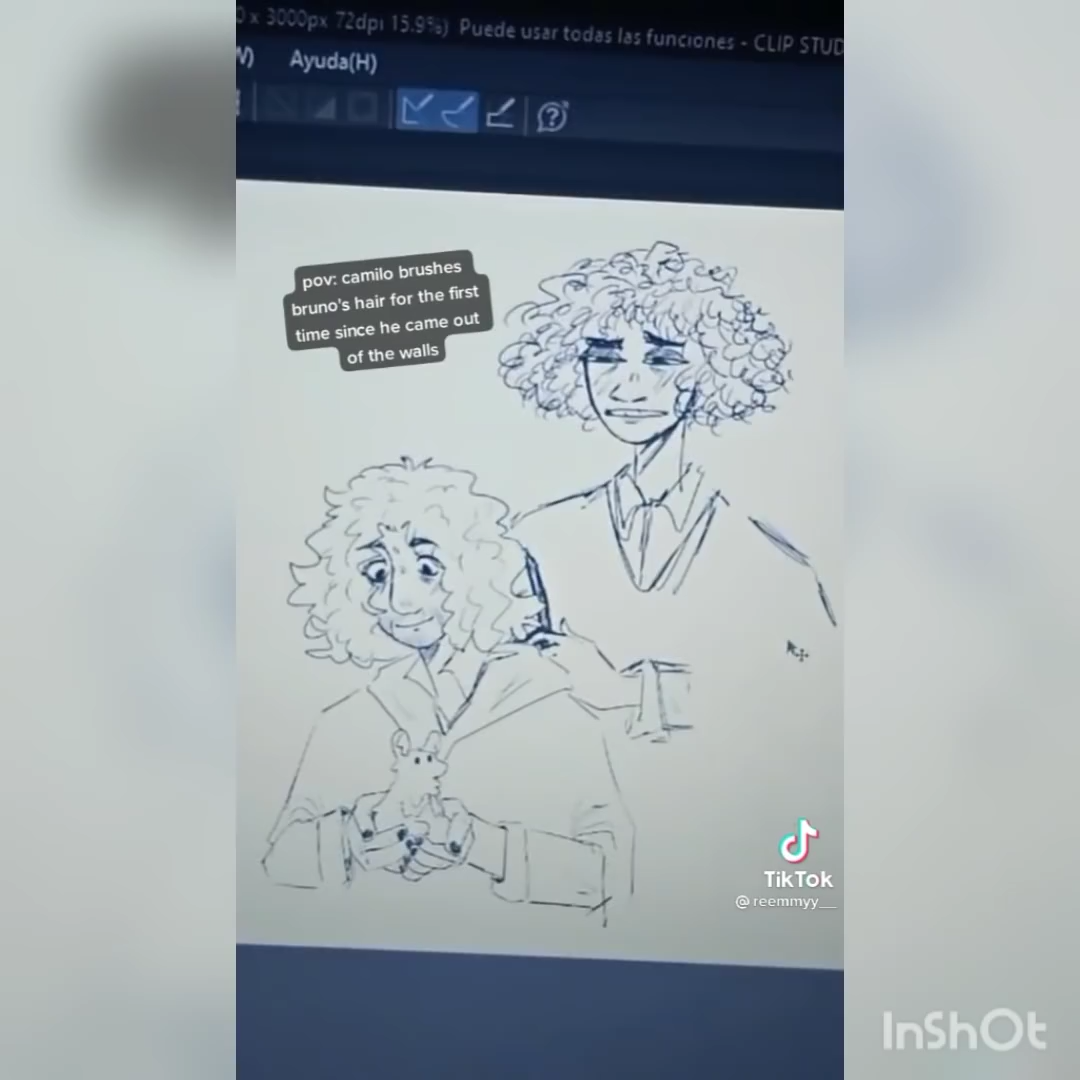 0 x 3000px 72dpi 15.9%) Puede usar todas las funciones - CLIP STUD
Ayuda(H)
pov: camilo brushes
bruno's hair for the first
time since he came out
of the walls
TikTok
@reemmyy__
InShOt